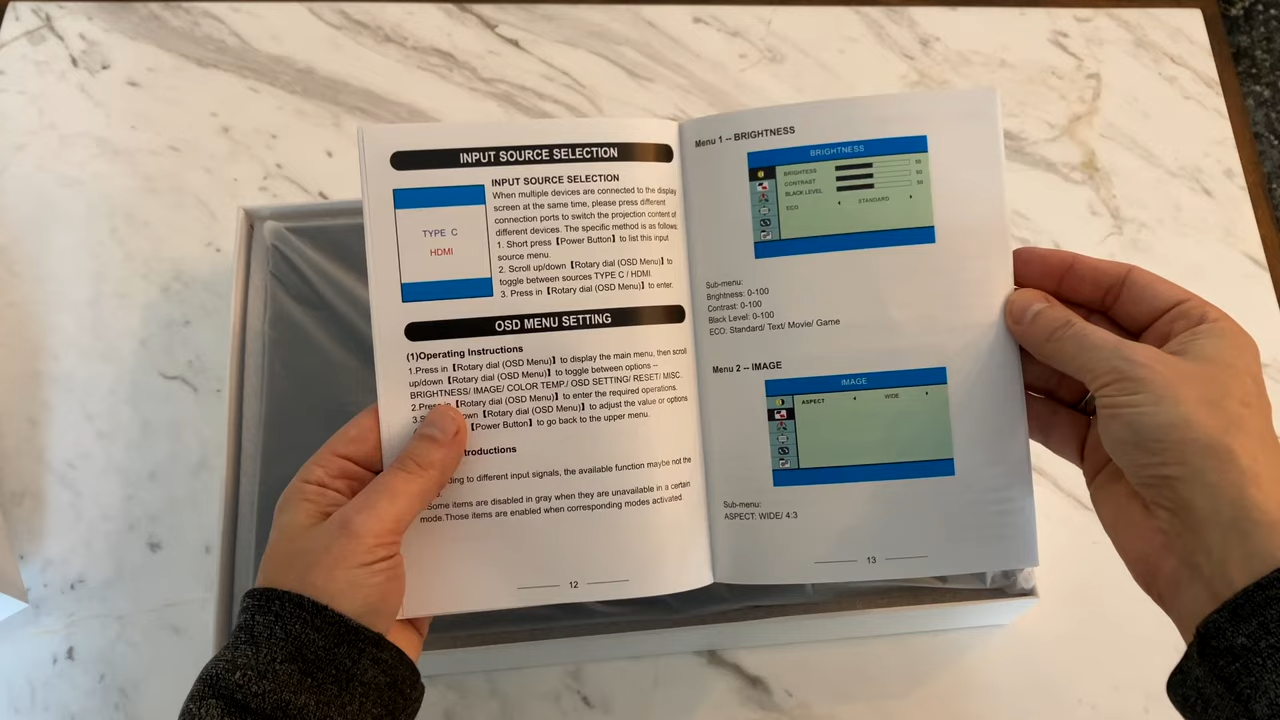 INPUT SOURCE SELECTION
INPUT SOURCE SELECTION
When multiple devices are connected to the display
screen at the same time, please press different
connection ports to switch the projection content of
different devices. The specific method is as follows:
1. Short press【Power Button】to list this input
source menu.
2. Scroll up/down【Rotary dial (OSD Menu)】to
toggle between sources TYPE C / HDMI.
3. Press in【Rotary dial (OSD Menu)】to enter.
TYPE C
HDMI
OSD MENU SETTING
(1)Operating Instructions
1.Press in【Rotary dial (OSD Menu)】to display the main menu, then scroll
up/down【Rotary dial (OSD Menu)】to toggle between options --
BRIGHTNESS/ IMAGE/ COLOR TEMP./ OSD SETTING/ RESET/ MISC.
2.Press in【Rotary dial (OSD Menu)】to enter the required operations.
3. down【Rotary dial (OSD Menu)】to adjust the value or options
【Power Button】to go back to the upper menu.
troductions
ding to different input signals, the available function maybe not the
.Some items are disabled in gray when they are unavailable in a certain
mode.Those items are enabled when corresponding modes activated
12
Menu 1 -- BRIGHTNESS
BRIGHTNESS
BRIGHTESS 50
CONTRAST 50
BLACK LEVEL 50
ECO STANDARD
Sub-menu:
Brightness: 0-100
Contrast: 0-100
Black Level: 0-100
ECO: Standard/ Text/ Movie/ Game
Menu 2 -- IMAGE
IMAGE
ASPECT WIDE
Sub-menu:
ASPECT: WIDE/ 4:3
13